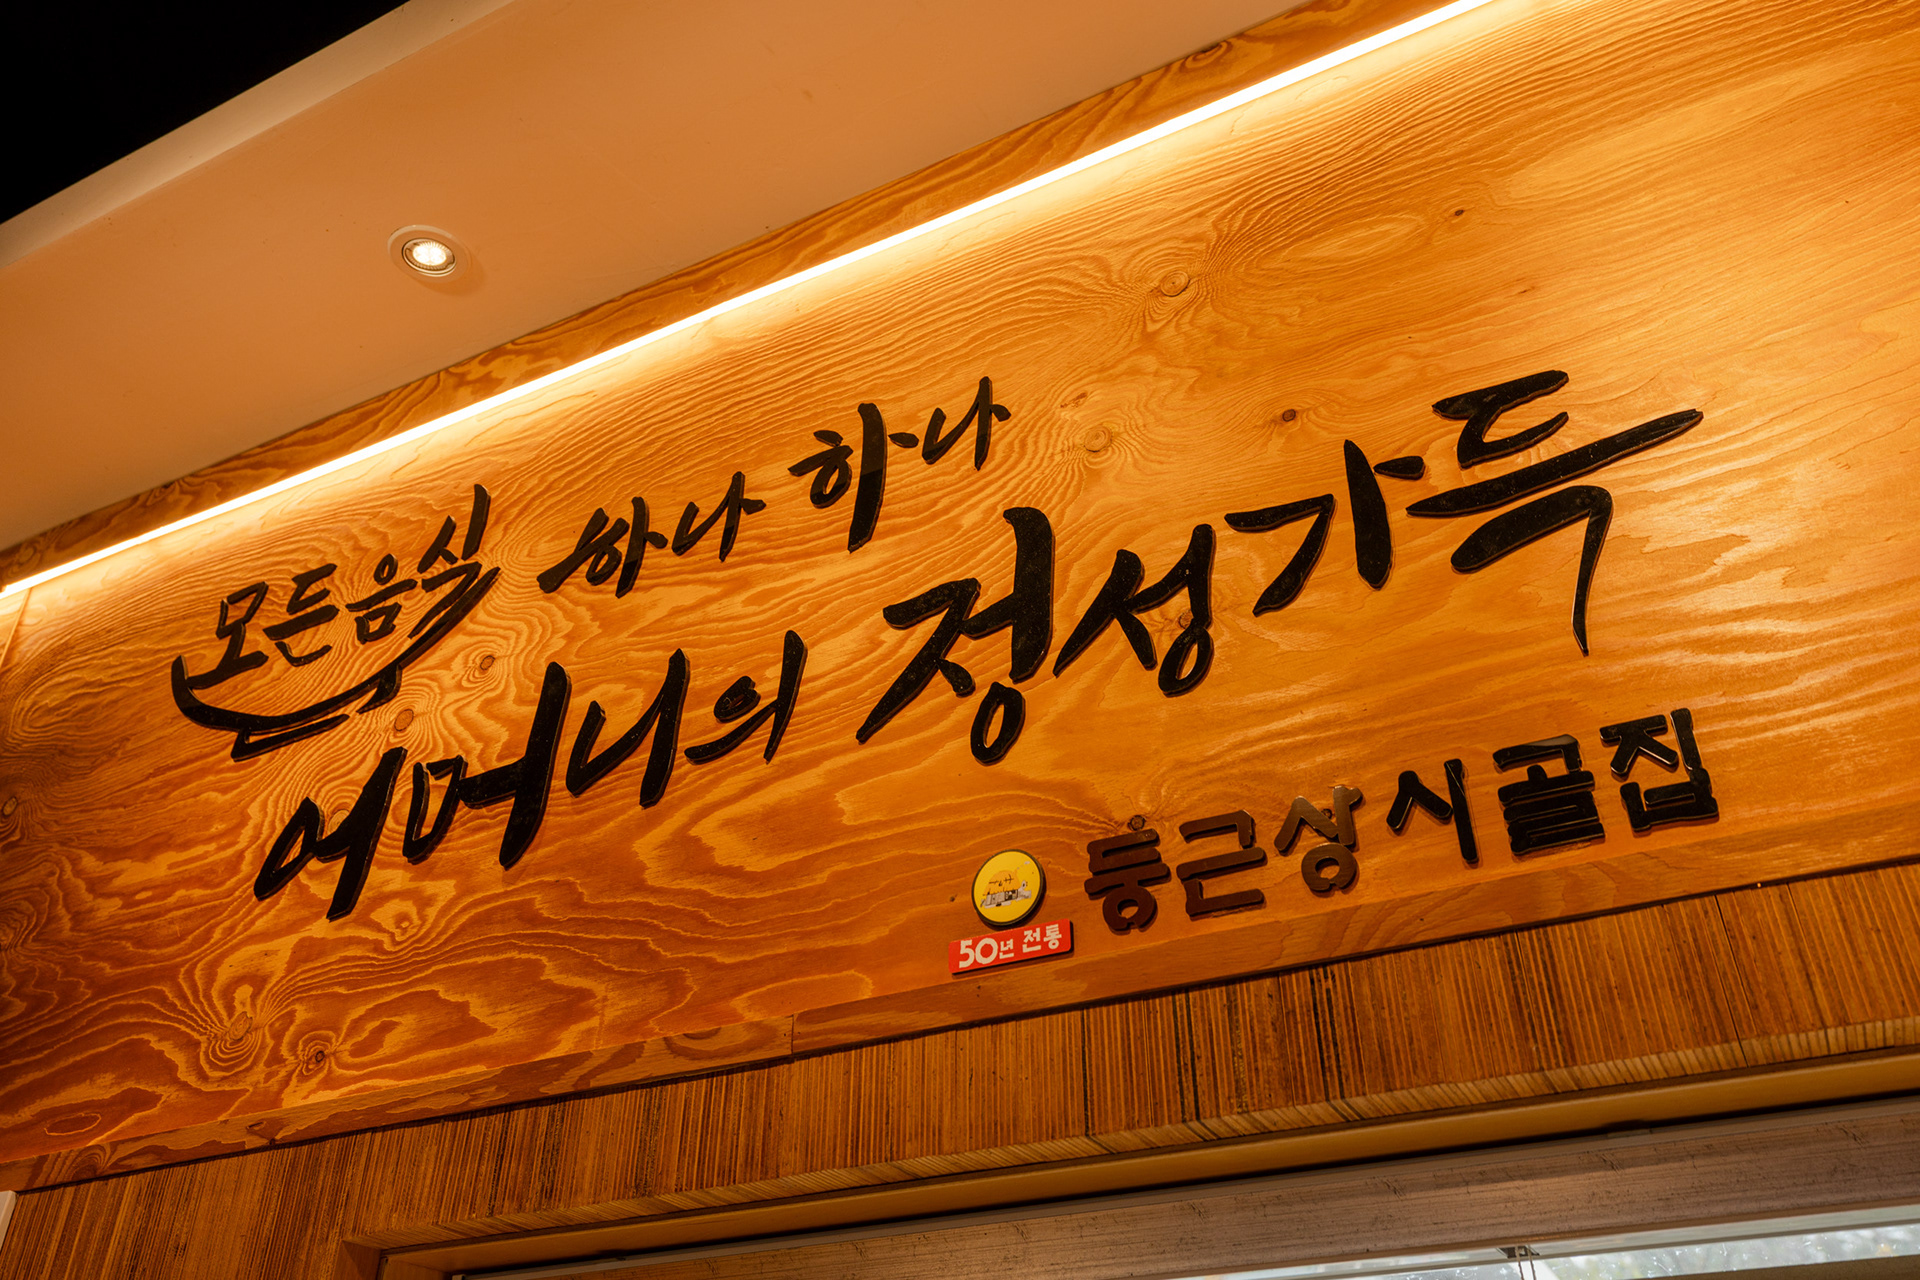 모든음식 하나하나
어머니의 정성가득
50년 전통
둥근상 시골집